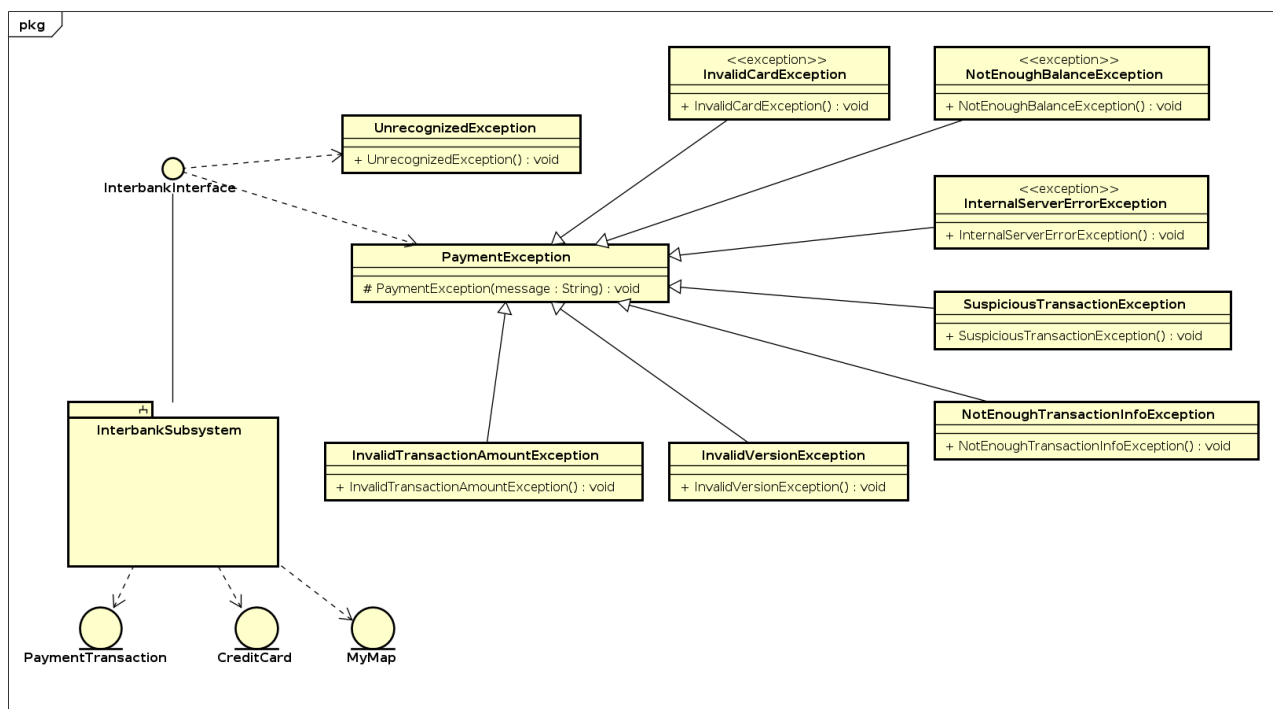 pkg
<<exception>>
InvalidCardException
+ InvalidCardException() : void
<<exception>>
NotEnoughBalanceException
+ NotEnoughBalanceException() : void
UnrecognizedException
+ UnrecognizedException() : void
InterbankInterface
<<exception>>
InternalServerErrorException
+ InternalServerErrorException() : void
PaymentException
# PaymentException(message : String) : void
SuspiciousTransactionException
+ SuspiciousTransactionException() : void
InterbankSubsystem
NotEnoughTransactionInfoException
+ NotEnoughTransactionInfoException() : void
InvalidTransactionAmountException
+ InvalidTransactionAmountException() : void
InvalidVersionException
+ InvalidVersionException() : void
PaymentTransaction
CreditCard
MyMap